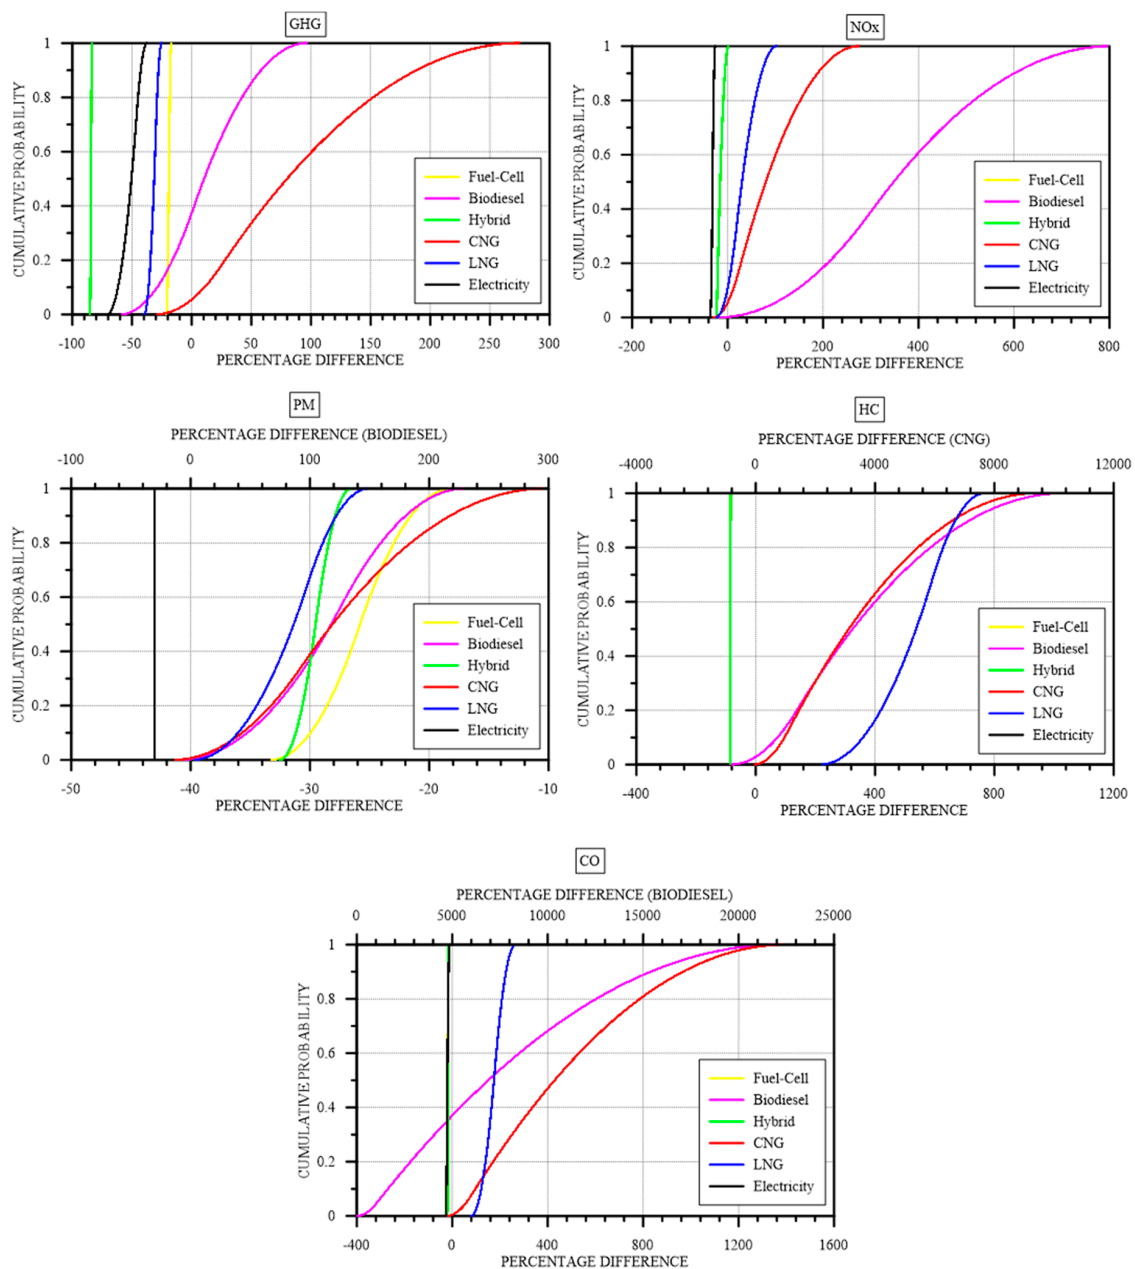 GHG
CUMULATIVE PROBABILITY
1
0.8
0.6
0.4
0.2
0
-100 -50 0 50 100 150 200 250 300
PERCENTAGE DIFFERENCE
Fuel-Cell
Biodiesel
Hybrid
CNG
LNG
Electricity
NOx
CUMULATIVE PROBABILITY
1
0.8
0.6
0.4
0.2
0
-200 0 200 400 600 800
PERCENTAGE DIFFERENCE
Fuel-Cell
Biodiesel
Hybrid
CNG
LNG
Electricity
PM
PERCENTAGE DIFFERENCE (BIODIESEL)
-100 0 100 200 300
CUMULATIVE PROBABILITY
1
0.8
0.6
0.4
0.2
0
-50 -40 -30 -20 -10
PERCENTAGE DIFFERENCE
Fuel-Cell
Biodiesel
Hybrid
CNG
LNG
Electricity
HC
PERCENTAGE DIFFERENCE (CNG)
-4000 0 4000 8000 12000
CUMULATIVE PROBABILITY
1
0.8
0.6
0.4
0.2
0
-400 0 400 800 1200
PERCENTAGE DIFFERENCE
Fuel-Cell
Biodiesel
Hybrid
CNG
LNG
Electricity
CO
PERCENTAGE DIFFERENCE (BIODIESEL)
0 5000 10000 15000 20000 25000
CUMULATIVE PROBABILITY
1
0.8
0.6
0.4
0.2
0
-400 0 400 800 1200 1600
PERCENTAGE DIFFERENCE
Fuel-Cell
Biodiesel
Hybrid
CNG
LNG
Electricity